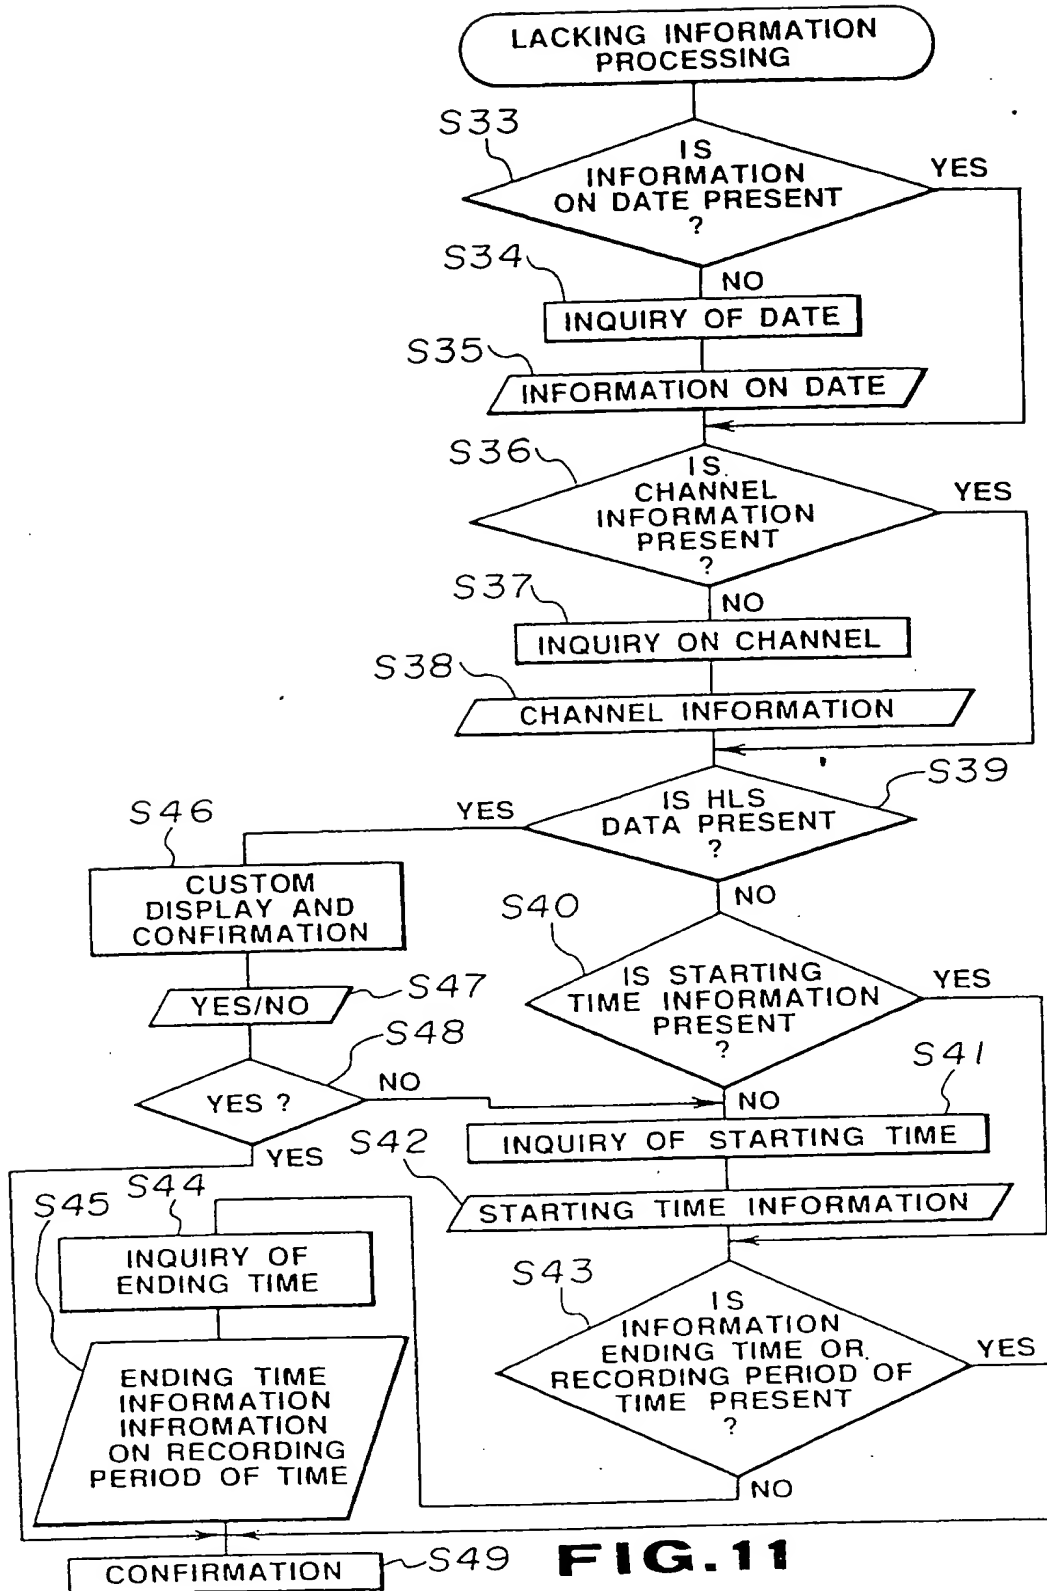 LACKING INFORMATION
PROCESSING
S33
IS
INFORMATION
ON DATE PRESENT
?
YES
S34
NO
INQUIRY OF DATE
S35
INFORMATION ON DATE
S36
IS
CHANNEL
INFORMATION
PRESENT
?
YES
S37
NO
INQUIRY ON CHANNEL
S38
CHANNEL INFORMATION
S39
IS HLS
DATA PRESENT
?
YES
NO
S46
CUSTOM
DISPLAY AND
CONFIRMATION
S47
YES/NO
S48
YES ?
NO
YES
S40
IS STARTING
TIME INFORMATION
PRESENT
?
YES
NO
S41
INQUIRY OF STARTING TIME
S42
STARTING TIME INFORMATION
S43
IS
INFORMATION
ENDING TIME OR
RECORDING PERIOD OF
TIME PRESENT
?
YES
NO
S44
INQUIRY OF
ENDING TIME
S45
ENDING TIME
INFORMATION
INFROMATION
ON RECORDING
PERIOD OF TIME
S49
CONFIRMATION
FIG.11